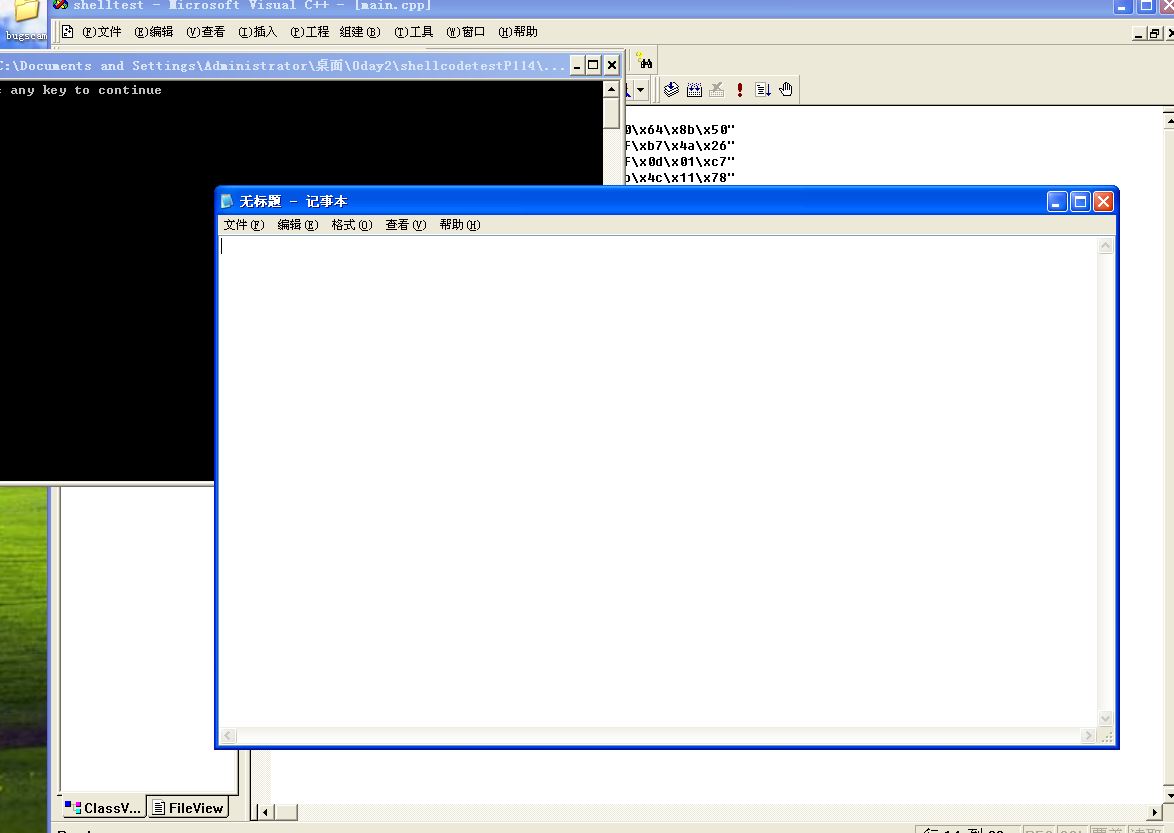 bugscam
shelltest - Microsoft Visual C++ - [main.cpp]
(F)文件 (E)编辑 (V)查看 (I)插入 (P)工程 组建(B) (T)工具 (W)窗口 (H)帮助
C:\Documents and Settings\Administrator\桌面\0day2\shellcodetestP114\...
any key to continue
0\x64\x8b\x50"
F\xb7\x4a\x26"
F\x0d\x01\xc7"
\x4c\x11\x78"
无标题 - 记事本
文件(F) 编辑(E) 格式(O) 查看(V) 帮助(H)
ClassV... FileView